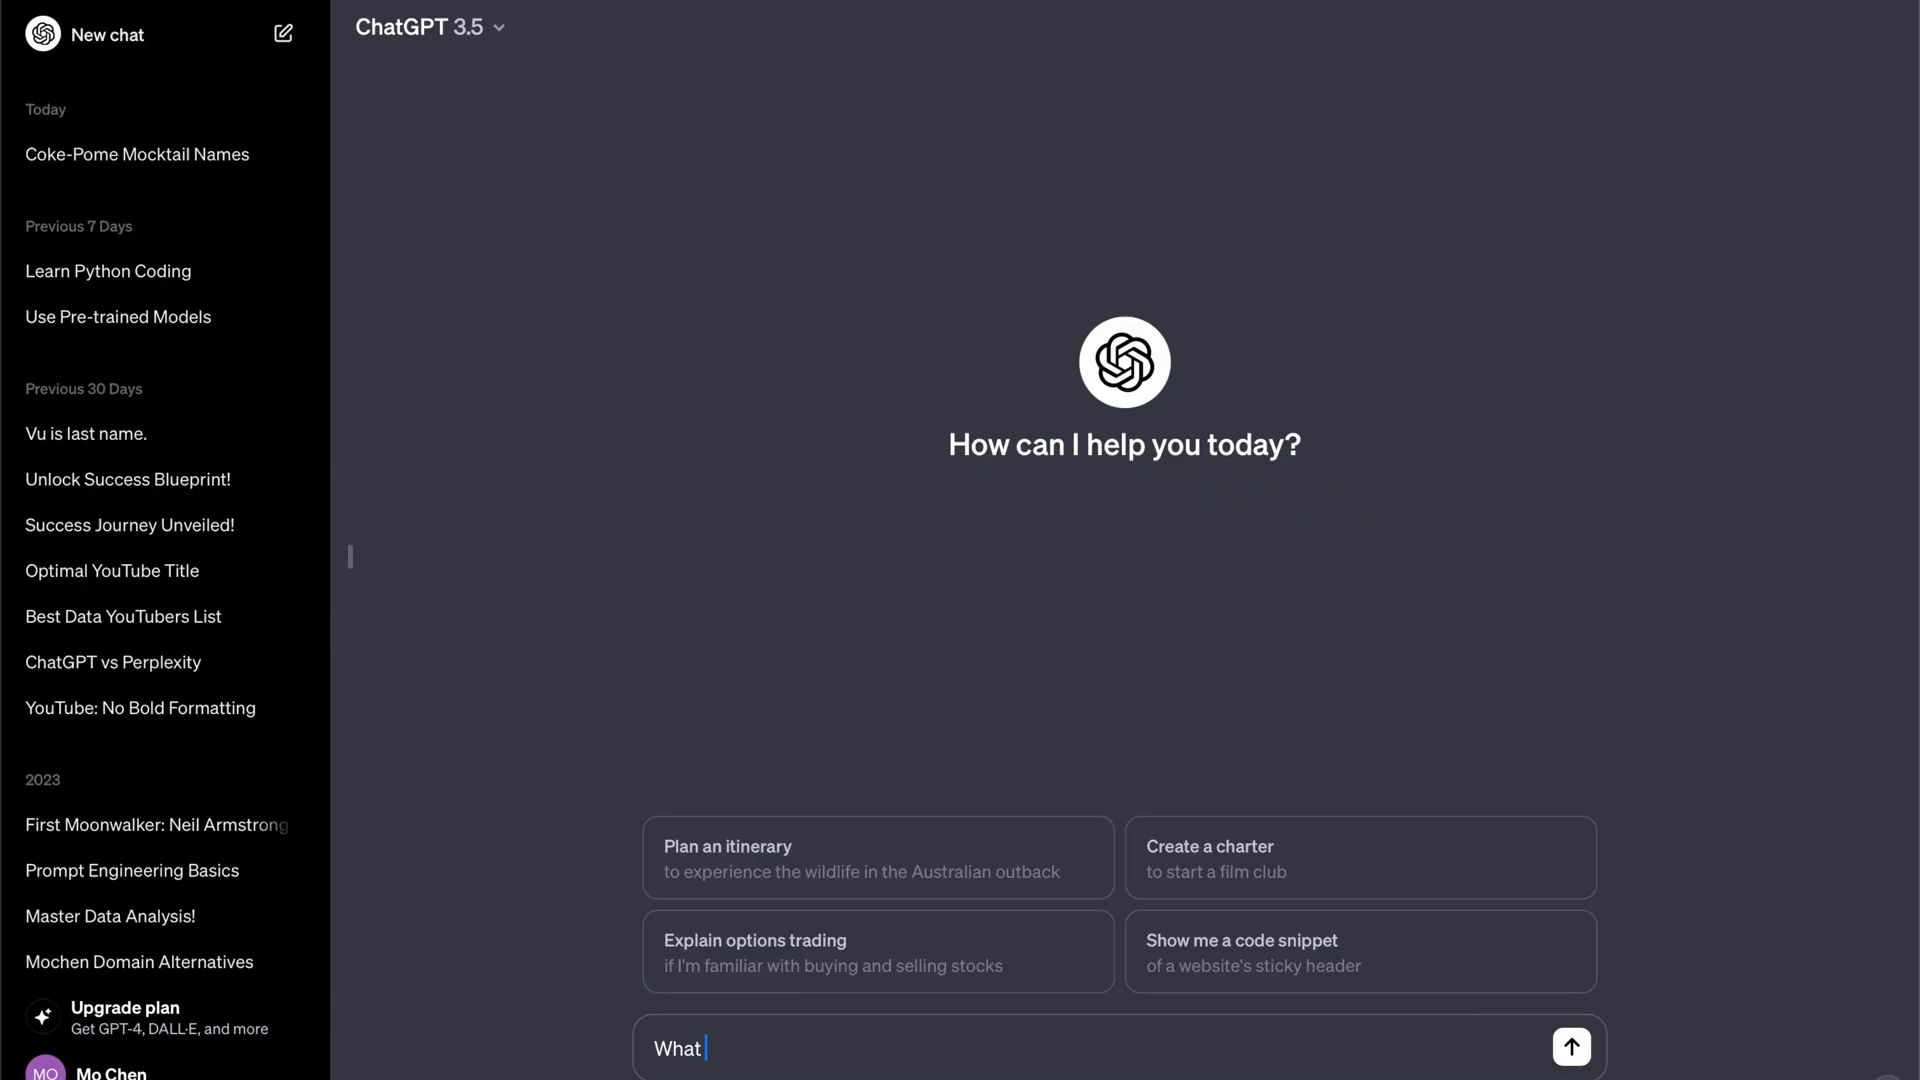 New chat
Today
Coke-Pome Mocktail Names
Previous 7 Days
Learn Python Coding
Use Pre-trained Models
Previous 30 Days
Vu is last name.
Unlock Success Blueprint!
Success Journey Unveiled!
Optimal YouTube Title
Best Data YouTubers List
ChatGPT vs Perplexity
YouTube: No Bold Formatting
2023
First Moonwalker: Neil Armstrong
Prompt Engineering Basics
Master Data Analysis!
Mochen Domain Alternatives
Upgrade plan
Get GPT-4, DALL·E, and more
MO
Mo Chen
ChatGPT 3.5
How can I help you today?
Plan an itinerary
to experience the wildlife in the Australian outback
Create a charter
to start a film club
Explain options trading
if I'm familiar with buying and selling stocks
Show me a code snippet
of a website's sticky header
What